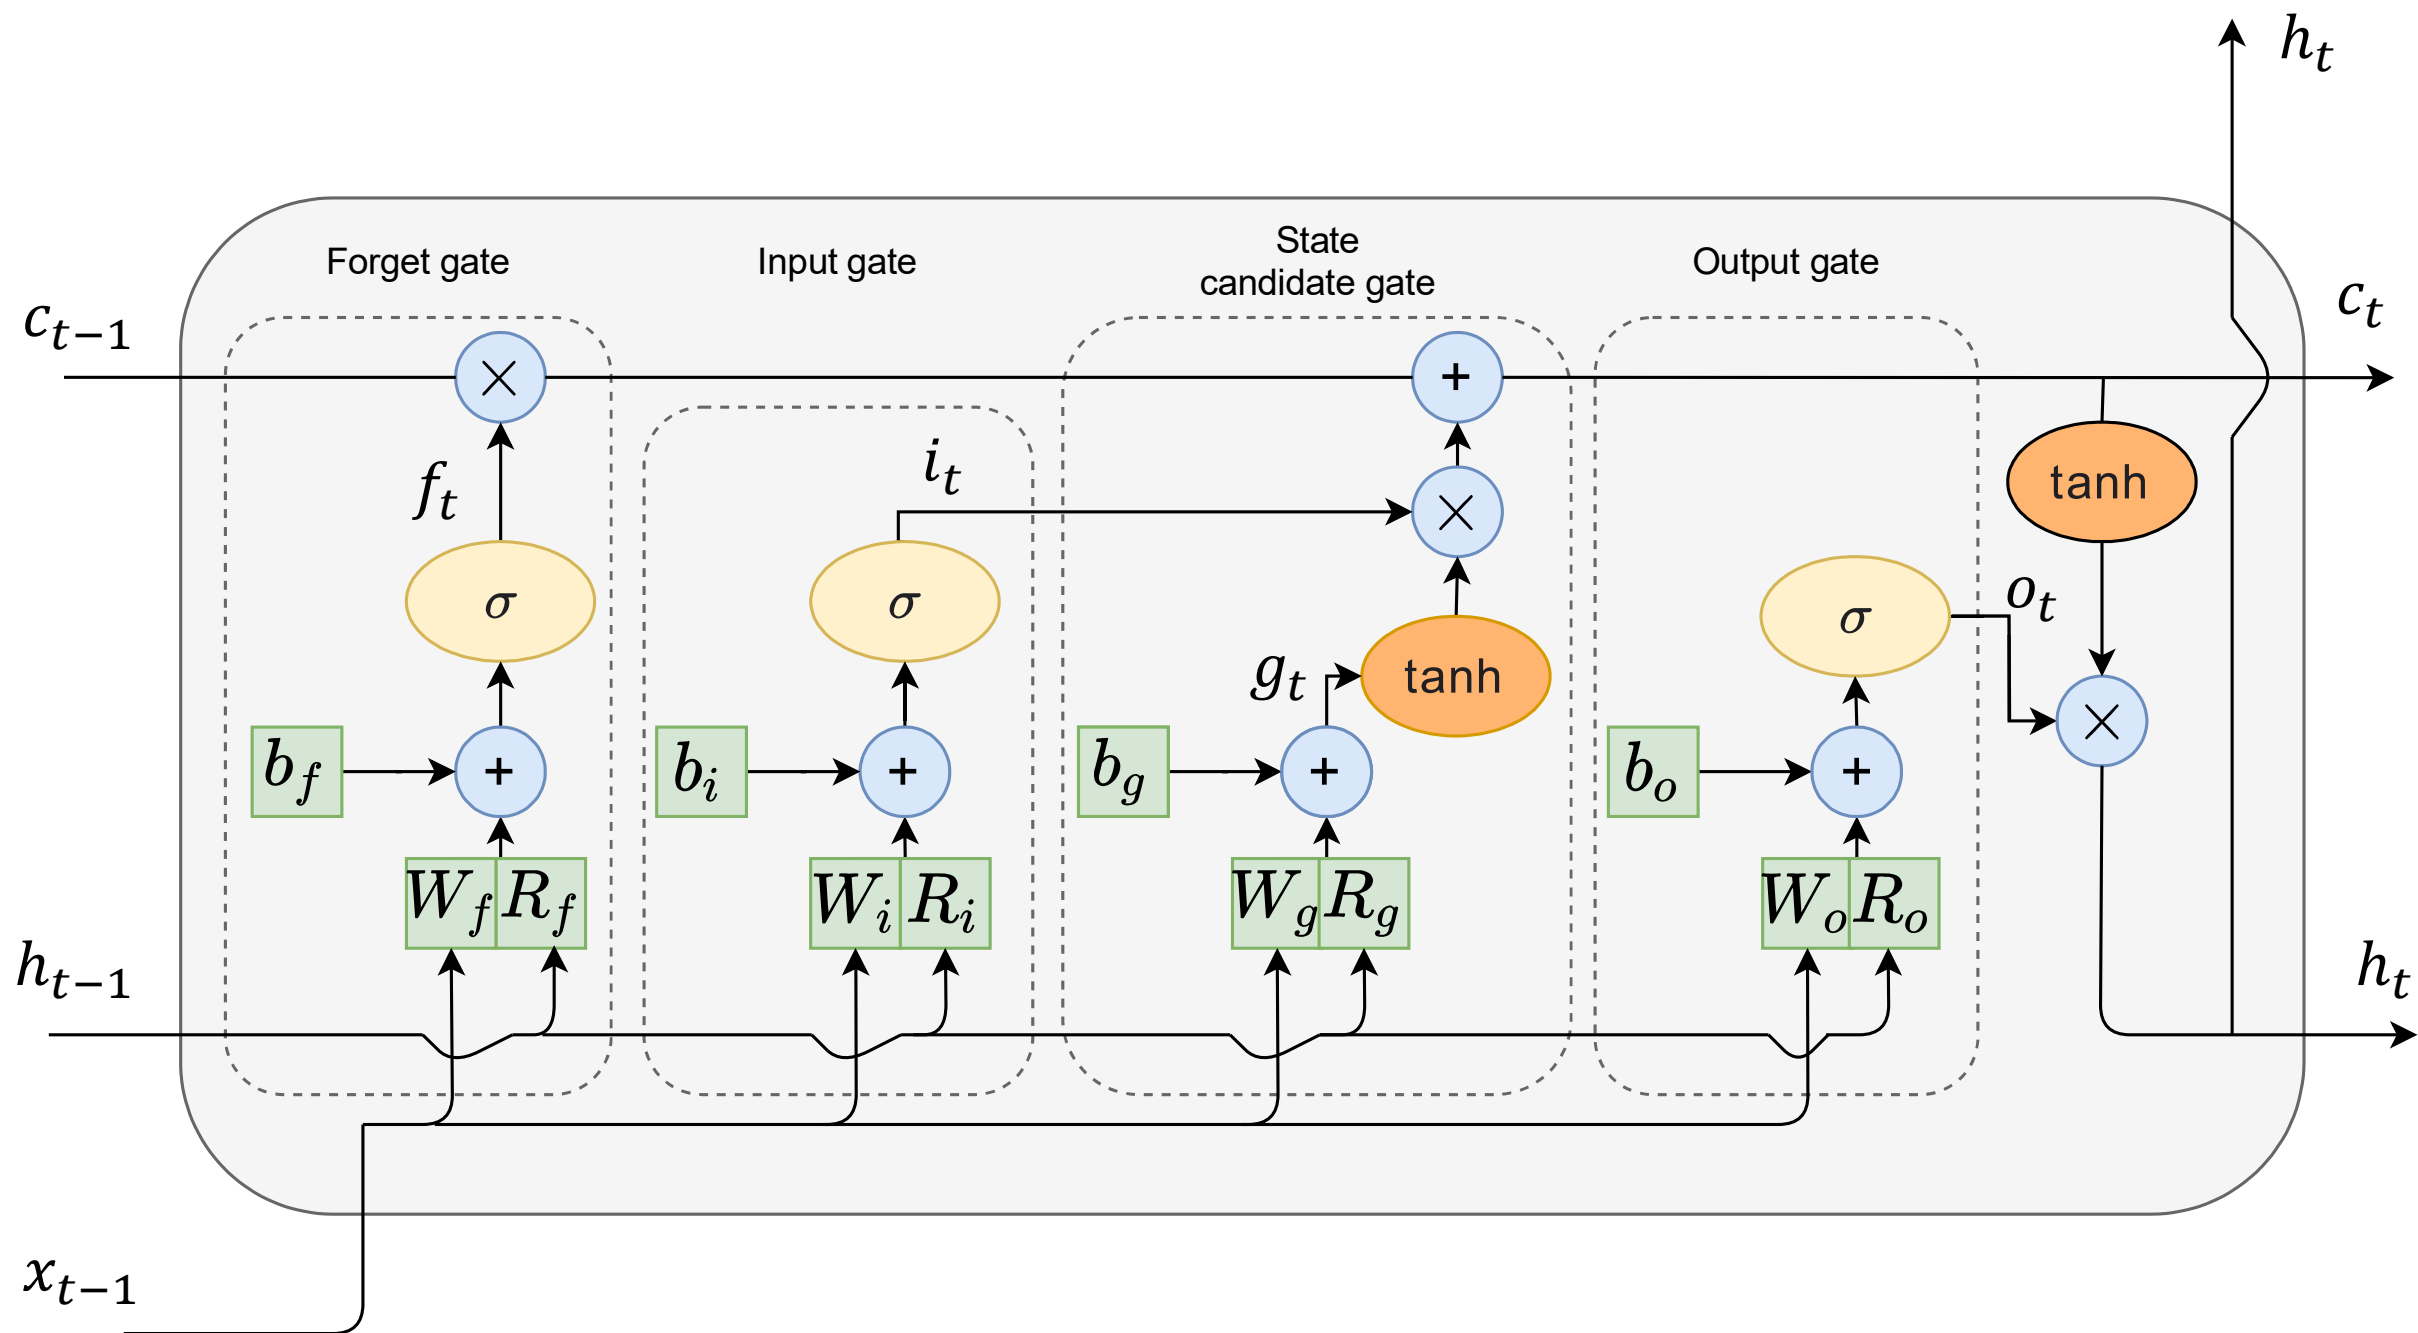 h_t
Forget gate
Input gate
State
candidate gate
Output gate
c_{t-1}
c_t
×
+
f_t
i_t
×
tanh
σ
σ
g_t
tanh
σ
o_t
×
b_f
+
b_i
+
b_g
+
b_o
+
W_f R_f
W_i R_i
W_g R_g
W_o R_o
h_{t-1}
h_t
x_{t-1}